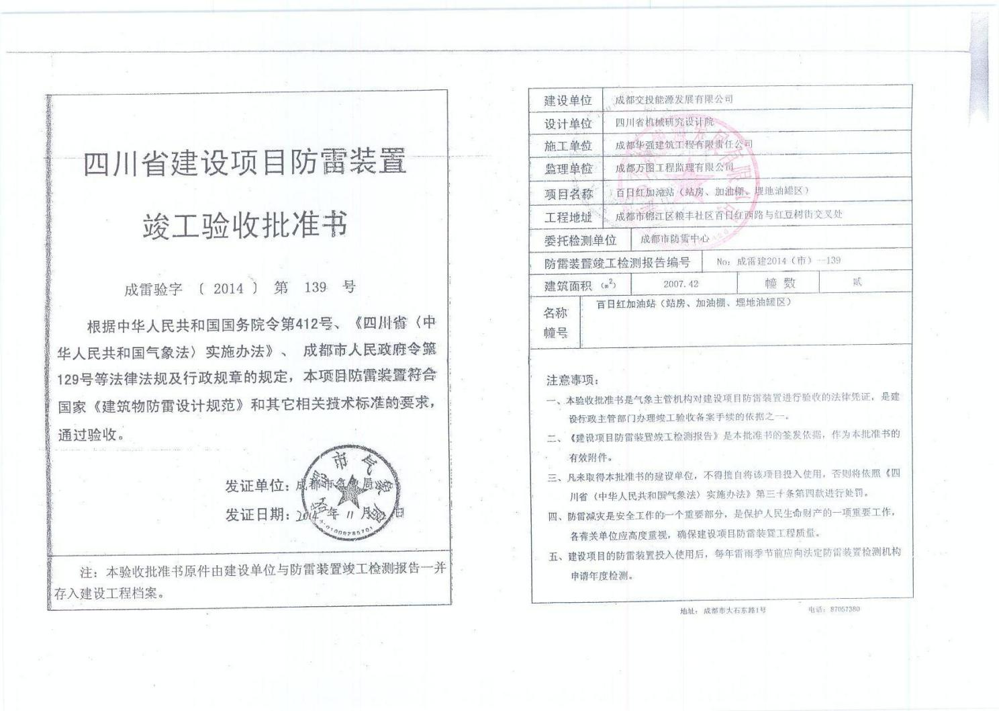 四川省建设项目防雷装置
竣工验收批准书
成雷验字〔2014〕第 139 号
根据中华人民共和国国务院令第412号、《四川省〈中
华人民共和国气象法〉实施办法》、成都市人民政府令第
129号等法律法规及行政规章的规定，本项目防雷装置符合
国家《建筑物防雷设计规范》和其它相关技术标准的要求，
通过验收。
发证单位：成都市气象局
发证日期：2014年11月 日
注：本验收批准书原件由建设单位与防雷装置竣工检测报告一并
存入建设工程档案。
建设单位 成都交投能源发展有限公司
设计单位 四川省机械研究设计院
施工单位 成都华强建筑工程有限责任公司
监理单位 成都万图工程监理有限公司
项目名称 百日红加油站（站房、加油棚、埋地油罐区）
工程地址 成都市锦江区粮丰社区百日红西路与红豆树街交叉处
委托检测单位 成都市防雷中心
防雷装置竣工检测报告编号 No：成雷建2014（市）--139
建筑面积（m²） 2007.42 幢数 贰
名称 百日红加油站（站房、加油棚、埋地油罐区）
幢号
注意事项：
一、本验收批准书是气象主管机构对建设项目防雷装置进行验收的法律凭证，是建
设行政主管部门办理竣工验收备案手续的依据之一。
二、《建设项目防雷装置竣工检测报告》是本批准书的签发依据，作为本批准书的
有效附件。
三、凡未取得本批准书的建设单位，不得擅自将该项目投入使用，否则将依照《四
川省〈中华人民共和国气象法〉实施办法》第三十条第四款进行处罚。
四、防雷减灾是安全工作的一个重要部分，是保护人民生命财产的一项重要工作，
各有关单位应高度重视，确保建设项目防雷装置工程质量。
五、建设项目的防雷装置投入使用后，每年雷雨季节前应向法定防雷装置检测机构
申请年度检测。
地址：成都市大石东路1号 电话：87057380